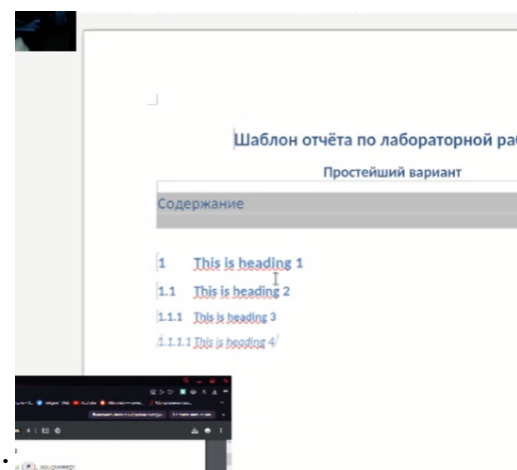 Шаблон отчёта по лабораторной
Простейший вариант
Содержание
1 This is heading 1
1.1 This is heading 2
1.1.1 This is heading 3
1.1.1.1 This is heading 4